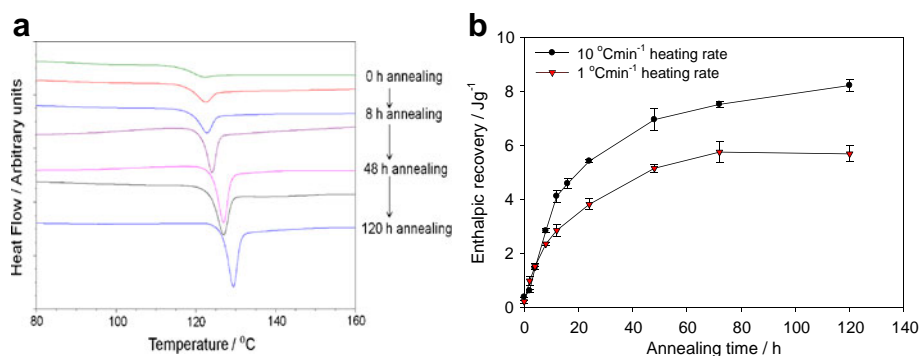 a
Heat Flow / Arbitrary units
0 h annealing
8 h annealing
48 h annealing
120 h annealing
80 100 120 140 160
Temperature / °C
b
Enthalpic recovery / Jg-1
10
8
6
4
2
0
10 °Cmin-1 heating rate
1 °Cmin-1 heating rate
0 20 40 60 80 100 120 140
Annealing time / h